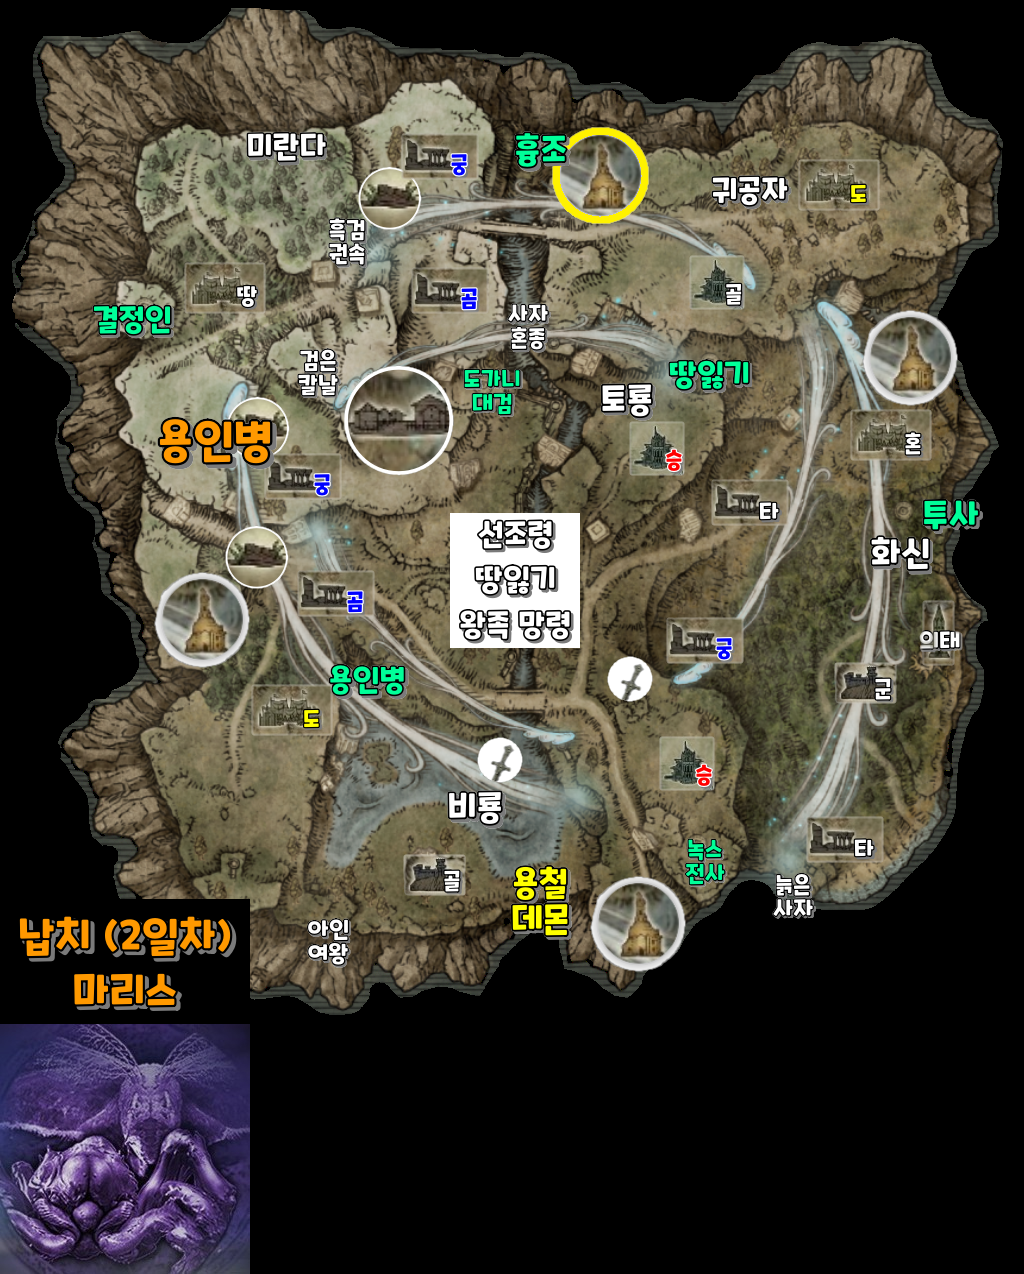 미란다
궁
흉조
귀공자
도
흑검
권속
땅
곰
골
결정인
사자
혼종
검은
칼날
도가니
대검
땅잃기
토룡
용인병
승
혼
궁
타
투사
선조령
땅잃기
왕족 망령
화신
곰
궁
의태
용인병
군
도
승
비룡
타
녹스
전사
골
용철
데몬
늙은
사자
아인
여왕
납치 (2일차)
마리스